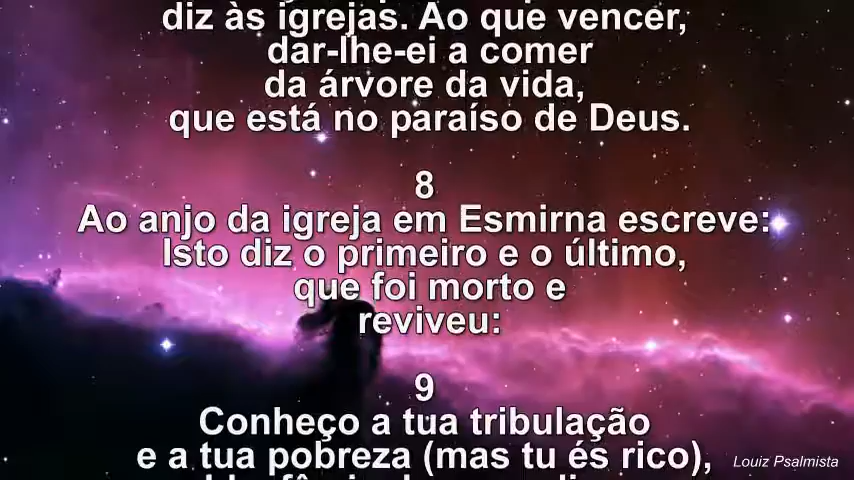 diz às igrejas. Ao que vencer,
dar-lhe-ei a comer
da árvore da vida,
que está no paraíso de Deus.
8
Ao anjo da igreja em Esmirna escreve:
Isto diz o primeiro e o último,
que foi morto e
reviveu:
9
Conheço a tua tribulação
e a tua pobreza (mas tu és rico),
Louiz Psalmista